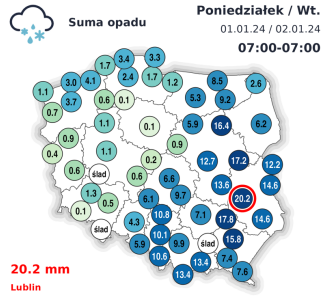 Suma opadu
Poniedziałek / Wt.
01.01.24 / 02.01.24
07:00-07:00
3.4 3.3
1.7 2.4 1.7
1.1 3.0 4.1 1.2 8.5 2.6
0.7 3.7 0.6 0.1 5.3 9.2
0.9 1.1 0.1 5.9 16.4 6.2
0.4 1.1 0.9
0.6 ślad 0.2 12.7 17.2 12.2
0.6 6.6
1.3 9.7 13.6 14.6
0.1 0.5 6.1 20.2
ślad 4.3 10.8 7.1 17.8 14.6
5.9 10.1 9.9 ślad 15.8
10.6 13.4 13.4 7.4 7.6
20.2 mm
Lublin